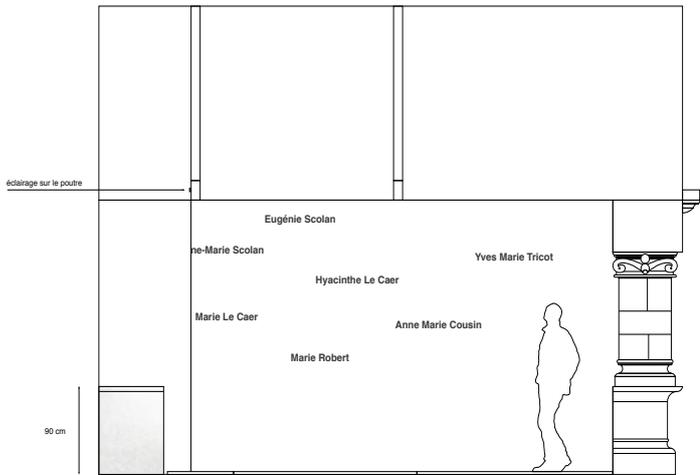 éclairage sur le poutre
Eugénie Scolan
ne-Marie Scolan
Yves Marie Tricot
Hyacinthe Le Caer
Marie Le Caer
Anne Marie Cousin
Marie Robert
90 cm